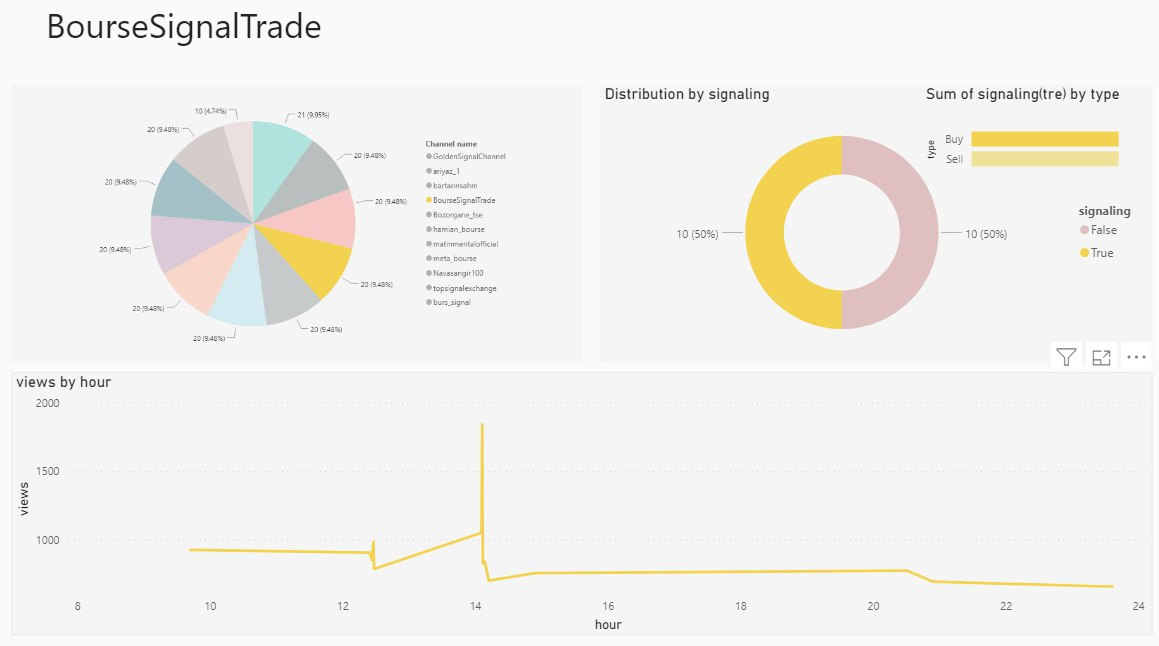 BourseSignalTrade
10 (4.74%)
21 (9.95%)
20 (9.48%)
20 (9.48%)
20 (9.48%)
20 (9.48%)
20 (9.48%)
20 (9.48%)
20 (9.48%)
20 (9.48%)
20 (9.48%)
Channel name
GoldenSignalChannel
ariyaz_1
bartarinsahm
BourseSignalTrade
Bozorgane_tse
hamian_bourse
matinmentalofficial
meta_bourse
Navasangir100
topsignalexchange
burs_signal
Distribution by signaling
10 (50%)
10 (50%)
Sum of signaling(tre) by type
type
Buy
Sell
signaling
False
True
views by hour
views
2000
1500
1000
8 10 12 14 16 18 20 22 24
hour